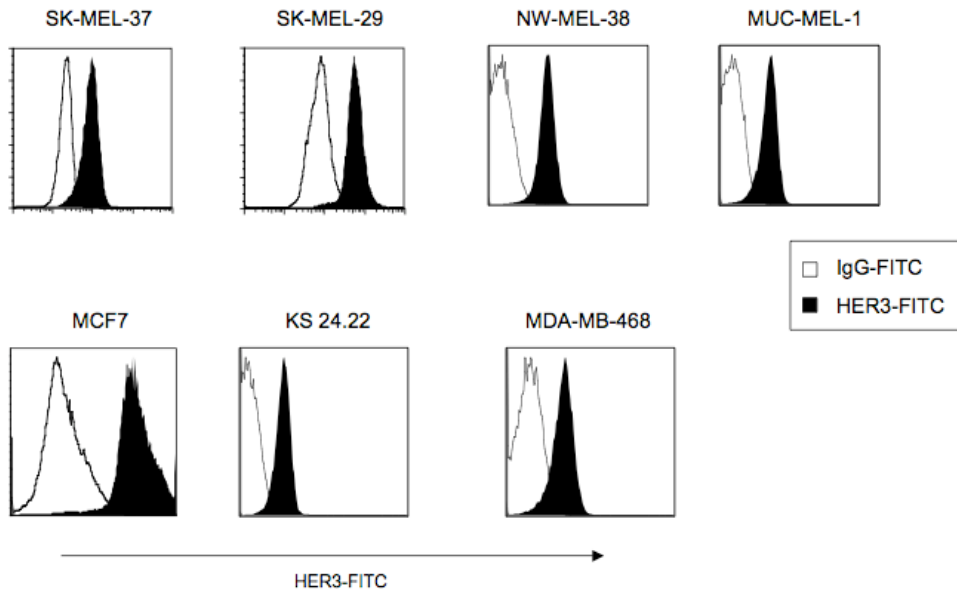 SK-MEL-37
SK-MEL-29
NW-MEL-38
MUC-MEL-1
IgG-FITC
HER3-FITC
MCF7
KS 24.22
MDA-MB-468
HER3-FITC